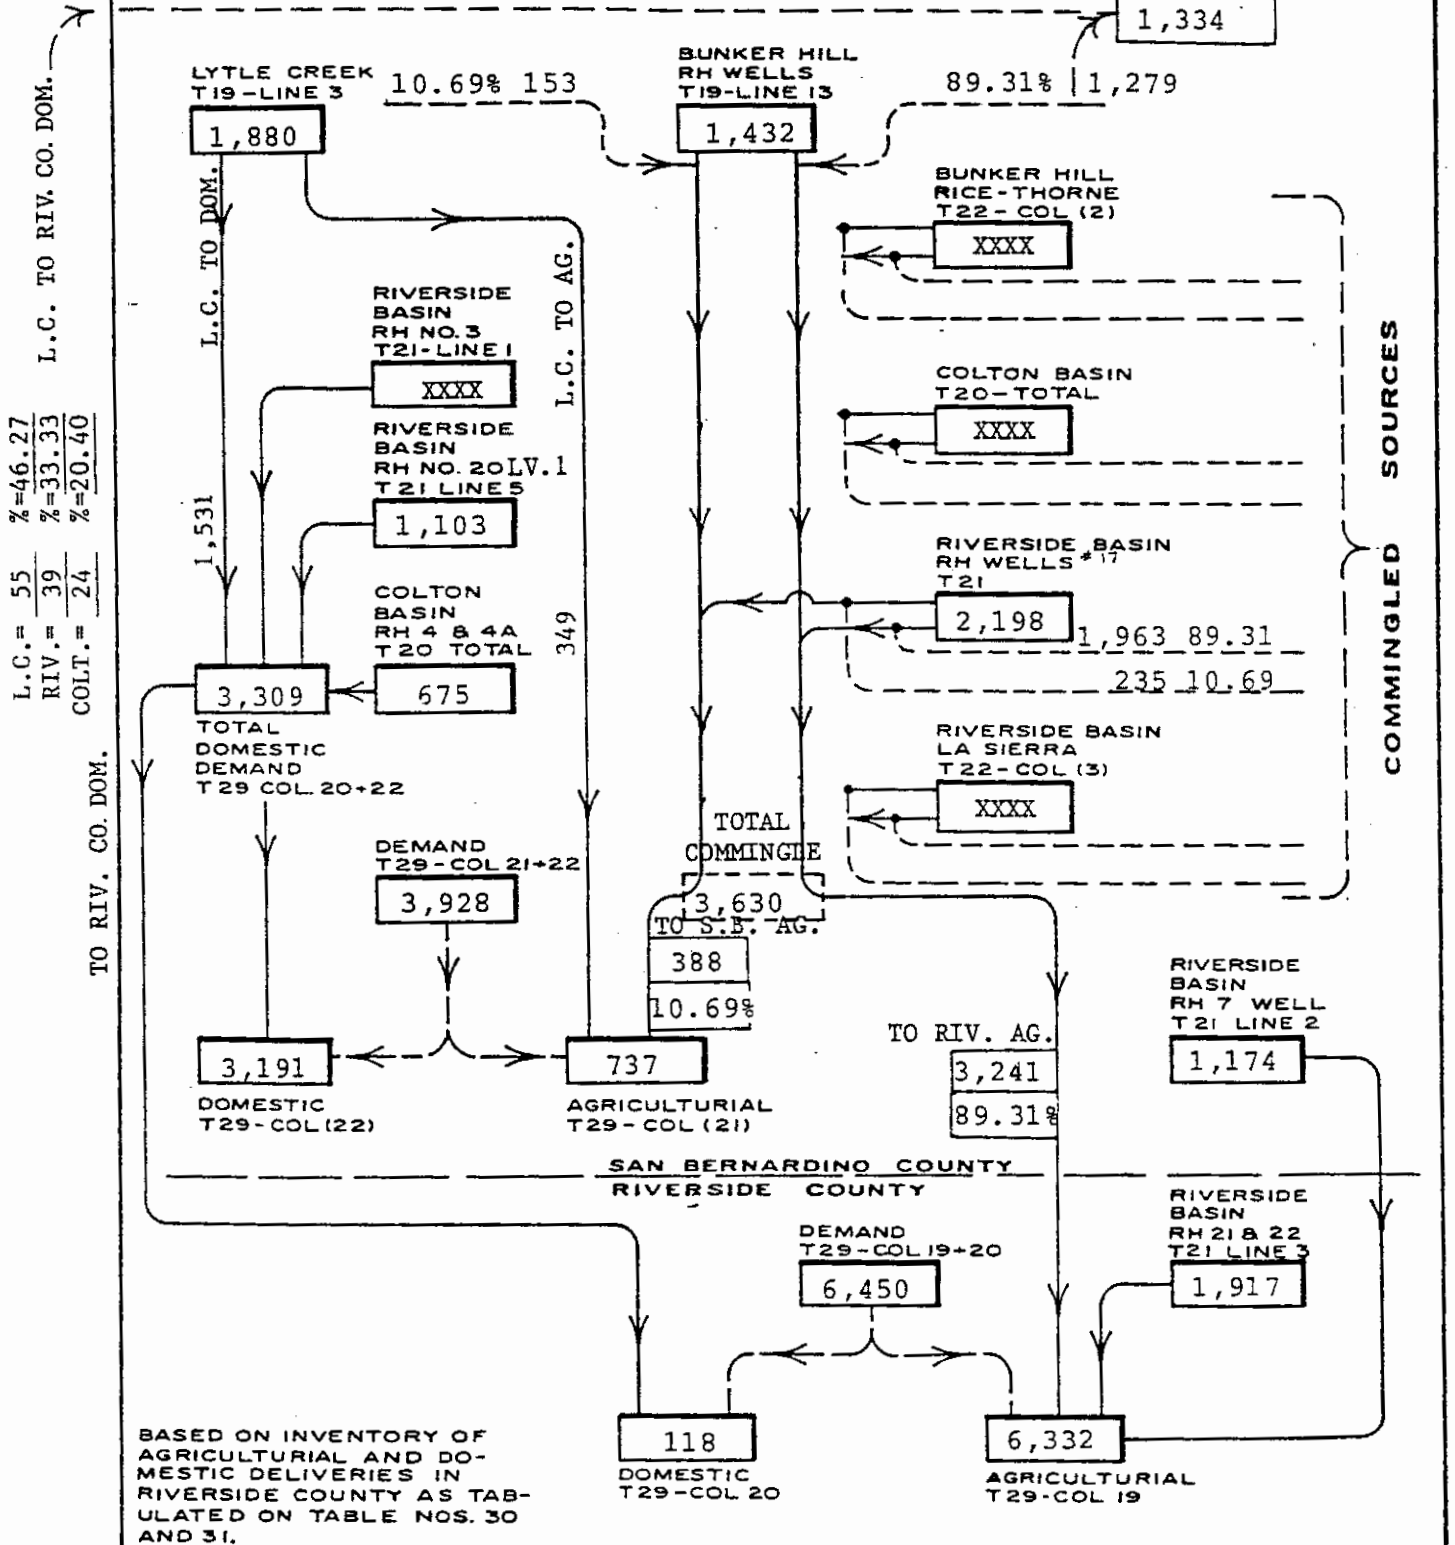 1,334
LYTLE CREEK
T19-LINE 3
1,880
10.69% 153
BUNKER HILL
RH WELLS
T19-LINE 13
1,432
89.31% 1,279
L.C. TO RIV. CO. DOM.
L.C. TO DOM.
1,531
L.C. TO AG.
349
BUNKER HILL
RICE-THORNE
T22-COL (2)
XXXX
RIVERSIDE
BASIN
RH NO. 3
T21-LINE 1
XXXX
COLTON BASIN
T20-TOTAL
XXXX
RIVERSIDE
BASIN
RH NO. 20 LV.1
T21 LINE 5
1,103
RIVERSIDE BASIN
RH WELLS #17
T21
2,198
1,963 89.31
235 10.69
COLTON
BASIN
RH 4 & 4A
T20 TOTAL
675
L.C.= 55 %=46.27
RIV.= 39 %=33.33
COLT.= 24 %=20.40
3,309
TOTAL
DOMESTIC
DEMAND
T29 COL. 20+22
RIVERSIDE BASIN
LA SIERRA
T22-COL (3)
XXXX
COMMINGLED SOURCES
TO RIV. CO. DOM.
DEMAND
T29-COL 21+22
3,928
TOTAL
COMMINGLE
3,630
TO S.B. AG.
388
10.69%
3,191
DOMESTIC
T29-COL(22)
737
AGRICULTURIAL
T29-COL (21)
TO RIV. AG.
3,241
89.31%
RIVERSIDE
BASIN
RH 7 WELL
T21 LINE 2
1,174
SAN BERNARDINO COUNTY
RIVERSIDE COUNTY
DEMAND
T29-COL 19+20
6,450
RIVERSIDE
BASIN
RH 21 & 22
T21 LINE 3
1,917
118
DOMESTIC
T29-COL 20
6,332
AGRICULTURIAL
T29-COL 19
BASED ON INVENTORY OF
AGRICULTURIAL AND DO-
MESTIC DELIVERIES IN
RIVERSIDE COUNTY AS TAB-
ULATED ON TABLE NOS. 30
AND 31.